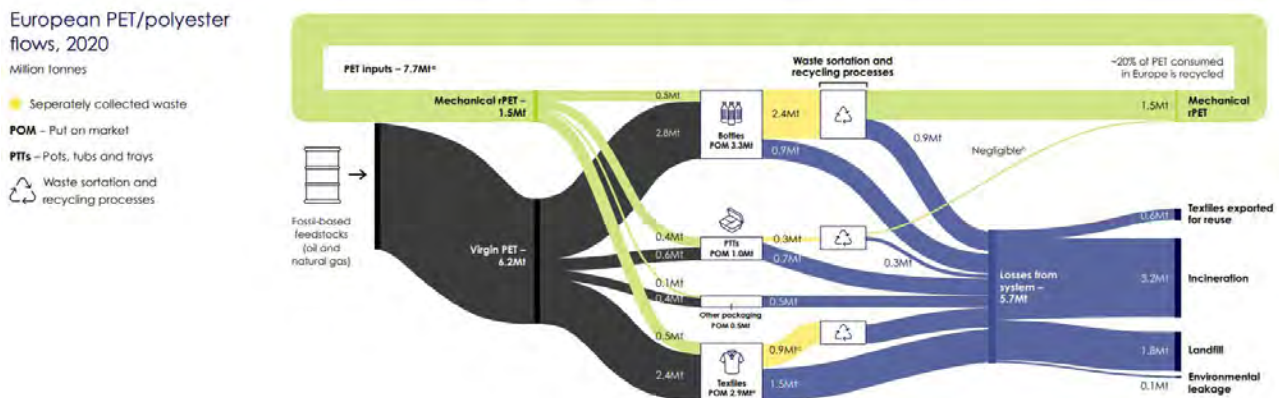 European PET/polyester
flows, 2020
Million tonnes
Seperately collected waste
POM – Put on market
PTTs – Pots, tubs and trays
Waste sortation and
recycling processes
PET inputs – 7.7Mt
Waste sortation and
recycling processes
~20% of PET consumed
in Europe is recycled
Mechanical rPET –
1.5Mt
0.5Mt
2.8Mt
Bottles
POM 3.3Mt
2.4Mt
0.9Mt
0.9Mt
1.5Mt
Mechanical
rPET
Negligible
Fossil-based
feedstocks
(oil and
natural gas)
Virgin PET –
6.2Mt
0.4Mt
0.6Mt
PTTs
POM 1.0Mt
0.3Mt
0.7Mt
0.3Mt
0.1Mt
0.4Mt
Other packaging
POM 0.5Mt
0.5Mt
0.5Mt
2.4Mt
Textiles
POM 2.9Mt
0.9Mt
1.5Mt
Losses from
system –
5.7Mt
0.6Mt
Textiles exported
for reuse
3.2Mt
Incineration
1.8Mt
Landfill
0.1Mt
Environmental
leakage